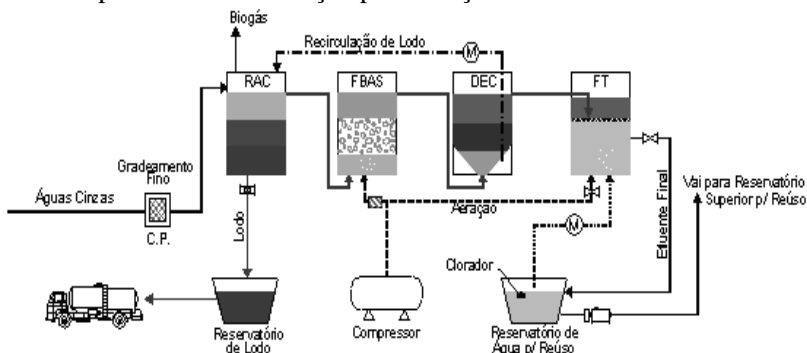 Biogás
Recirculação de Lodo
M
RAC
FBAS
DEC
FT
Gradeamento
Fino
Águas Cinzas
C.P.
Lodo
Aeração
M
Efluente Final
Vai para Reservatório
Superior p/ Reúso
Clorador
Reservatório
de Lodo
Compressor
Reservatório de
Água p/ Reúso